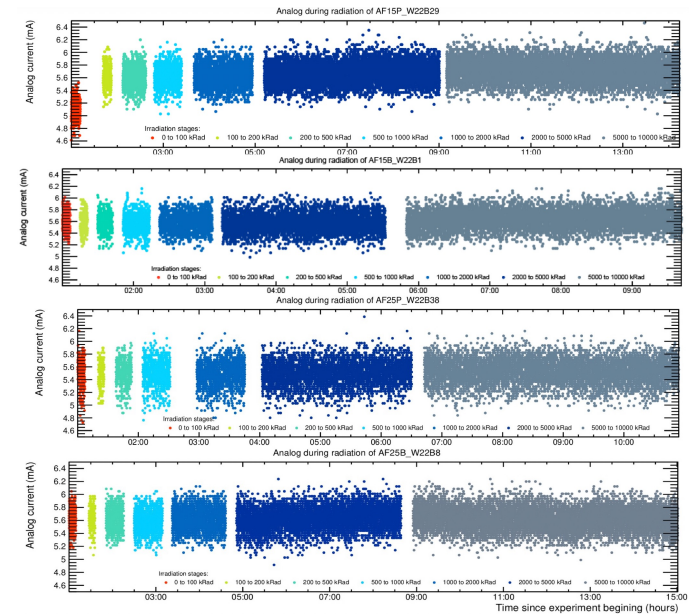 Analog during radiation of AF15P_W22B29
Analog current (mA)
6.4
6.2
6
5.8
5.6
5.4
5.2
5
4.8
4.6
Irradiation stages:
0 to 100 kRad 100 to 200 kRad 200 to 500 kRad 500 to 1000 kRad 1000 to 2000 kRad 2000 to 5000 kRad 5000 to 10000 kRad
03:00 05:00 07:00 09:00 11:00 13:00
Analog during radiation of AF15B_W22B1
Analog current (mA)
6.4
6.2
6
5.8
5.6
5.4
5.2
5
4.8
4.6
Irradiation stages:
0 to 100 kRad 100 to 200 kRad 200 to 500 kRad 500 to 1000 kRad 1000 to 2000 kRad 2000 to 5000 kRad 5000 to 10000 kRad
02:00 03:00 04:00 05:00 06:00 07:00 08:00 09:00
Analog during radiation of AF25P_W22B38
Analog current (mA)
6.4
6.2
6
5.8
5.6
5.4
5.2
5
4.8
4.6
Irradiation stages:
0 to 100 kRad 100 to 200 kRad 200 to 500 kRad 500 to 1000 kRad 1000 to 2000 kRad 2000 to 5000 kRad 5000 to 10000 kRad
02:00 03:00 04:00 05:00 06:00 07:00 08:00 09:00 10:00
Analog during radiation of AF25B_W22B8
Analog current (mA)
6.4
6.2
6
5.8
5.6
5.4
5.2
5
4.8
4.6
Irradiation stages:
0 to 100 kRad 100 to 200 kRad 200 to 500 kRad 500 to 1000 kRad 1000 to 2000 kRad 2000 to 5000 kRad 5000 to 10000 kRad
03:00 05:00 07:00 09:00 11:00 13:00 15:00
Time since experiment begining (hours)